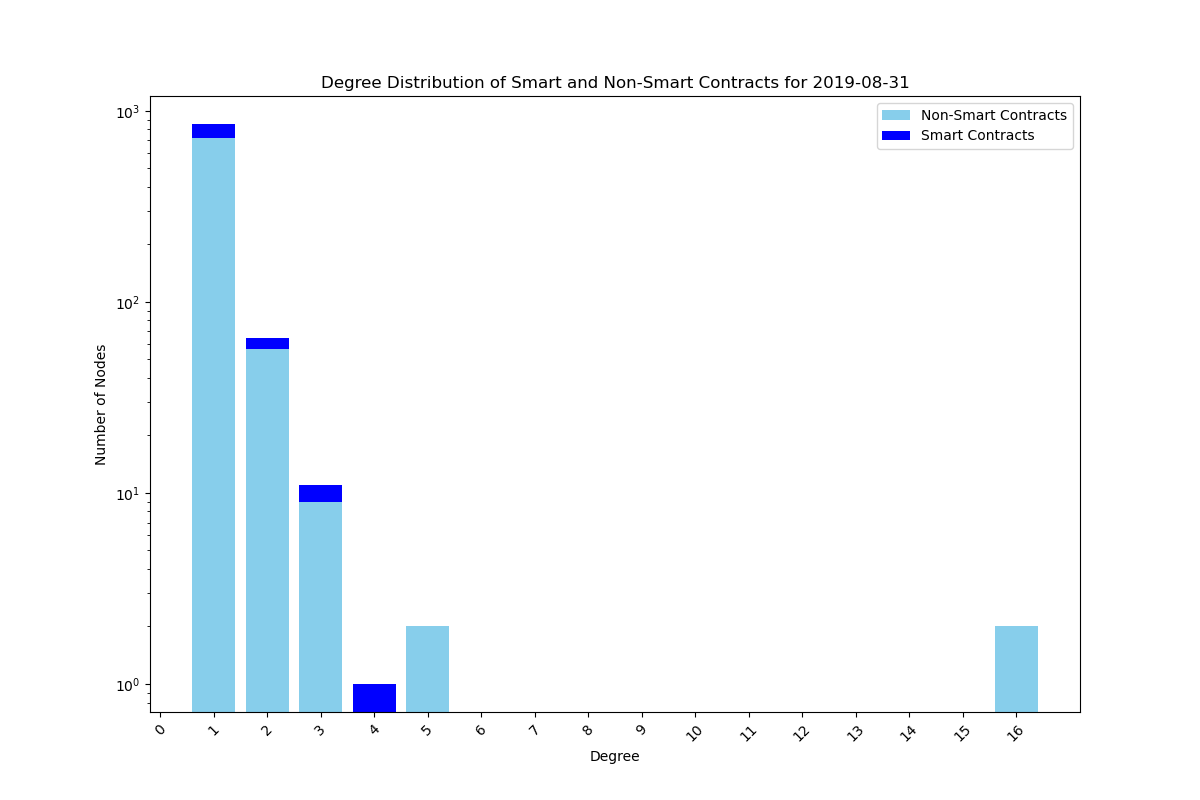 Degree Distribution of Smart and Non-Smart Contracts for 2019-08-31
Non-Smart Contracts
Smart Contracts
Number of Nodes
10³
10²
10¹
10⁰
0 1 2 3 4 5 6 7 8 9 10 11 12 13 14 15 16
Degree